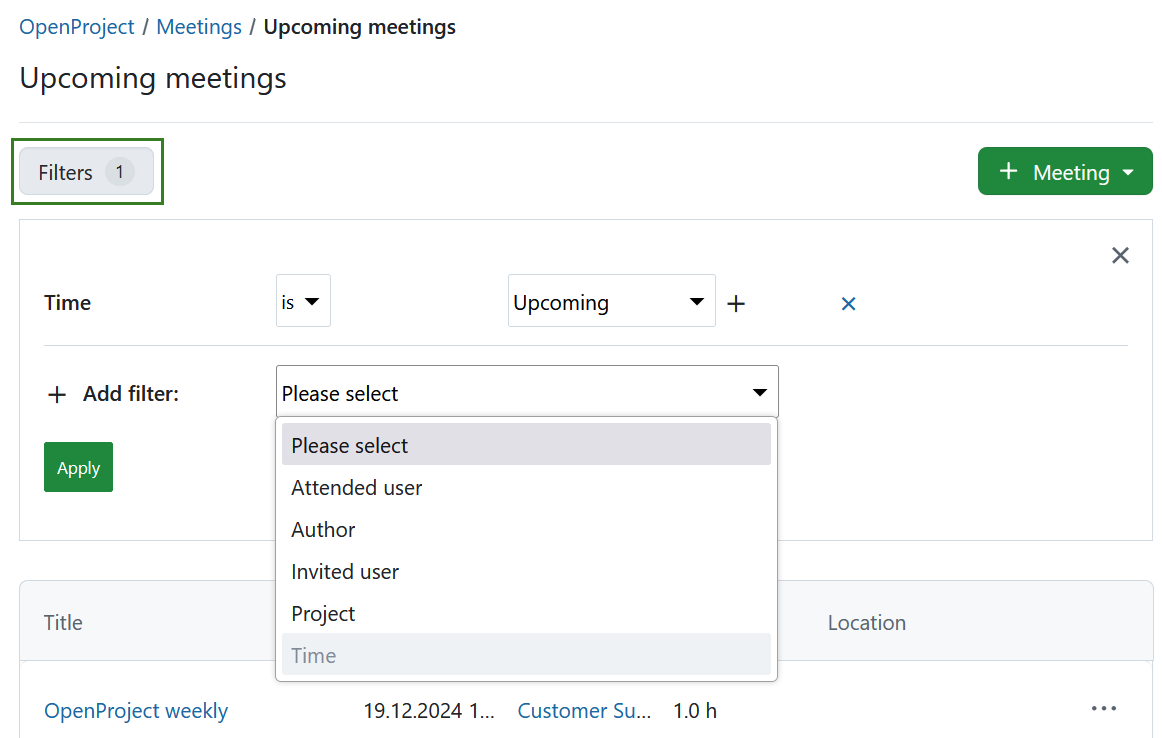 OpenProject / Meetings / Upcoming meetings
Upcoming meetings
Filters 1
+ Meeting
Time is Upcoming +
+ Add filter: Please select
Please select
Attended user
Author
Invited user
Project
Time
Apply
Title Location
OpenProject weekly 19.12.2024 1... Customer Su... 1.0 h ...